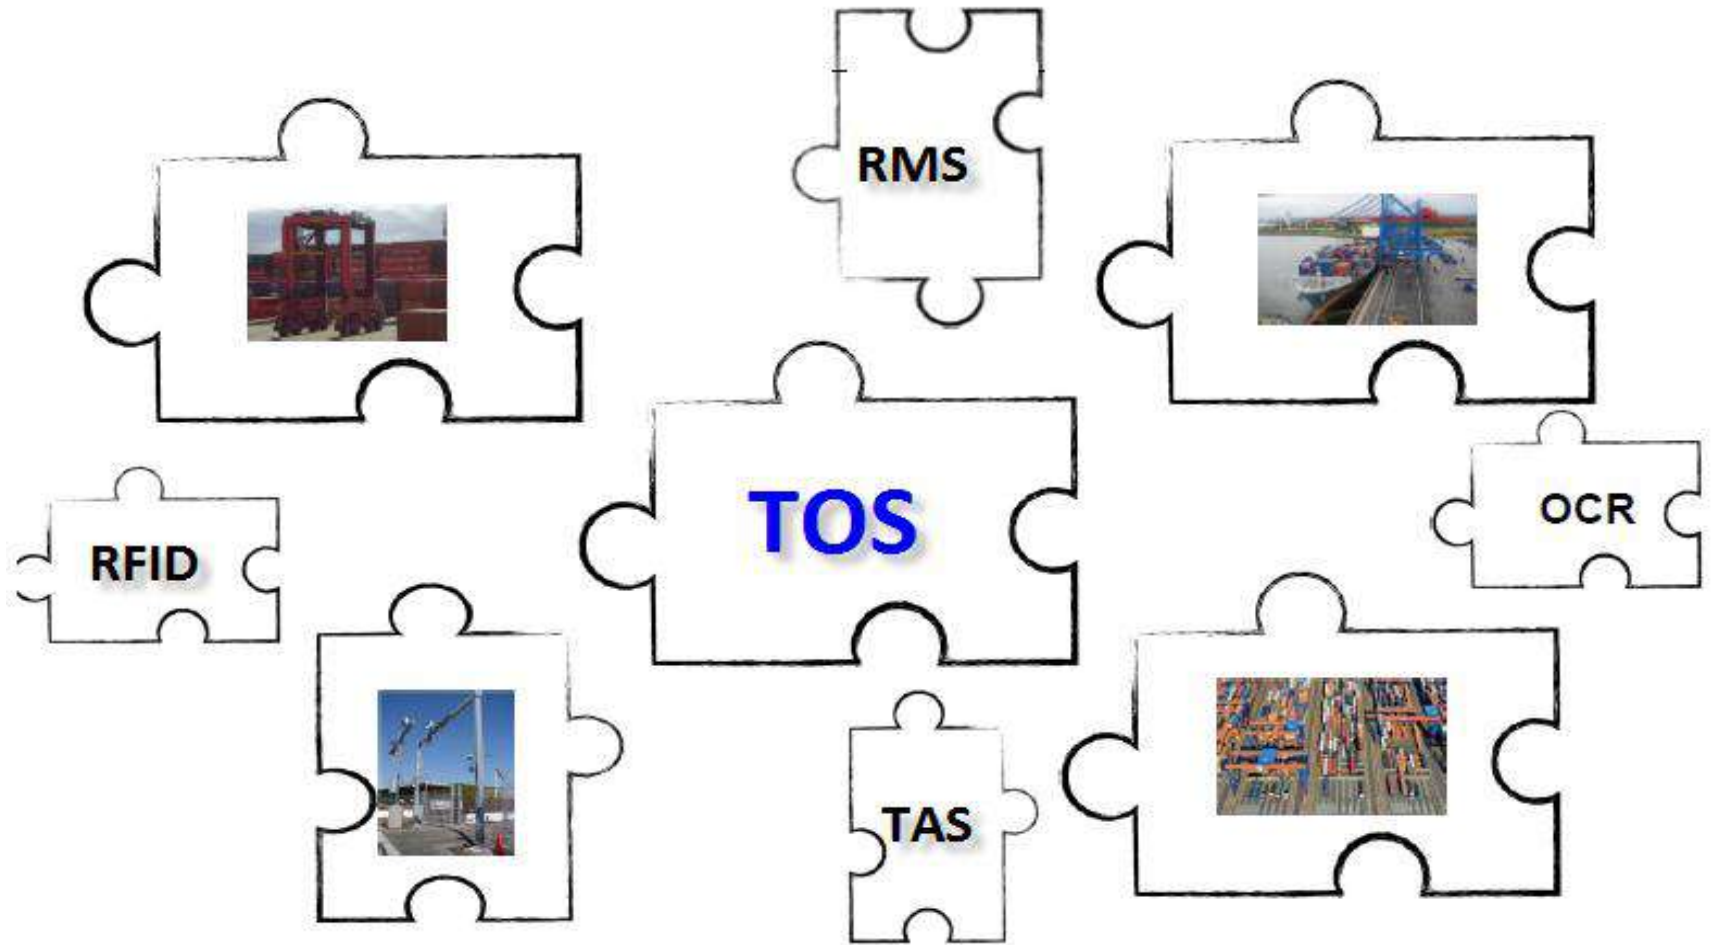 RMS
TOS
OCR
RFID
TAS